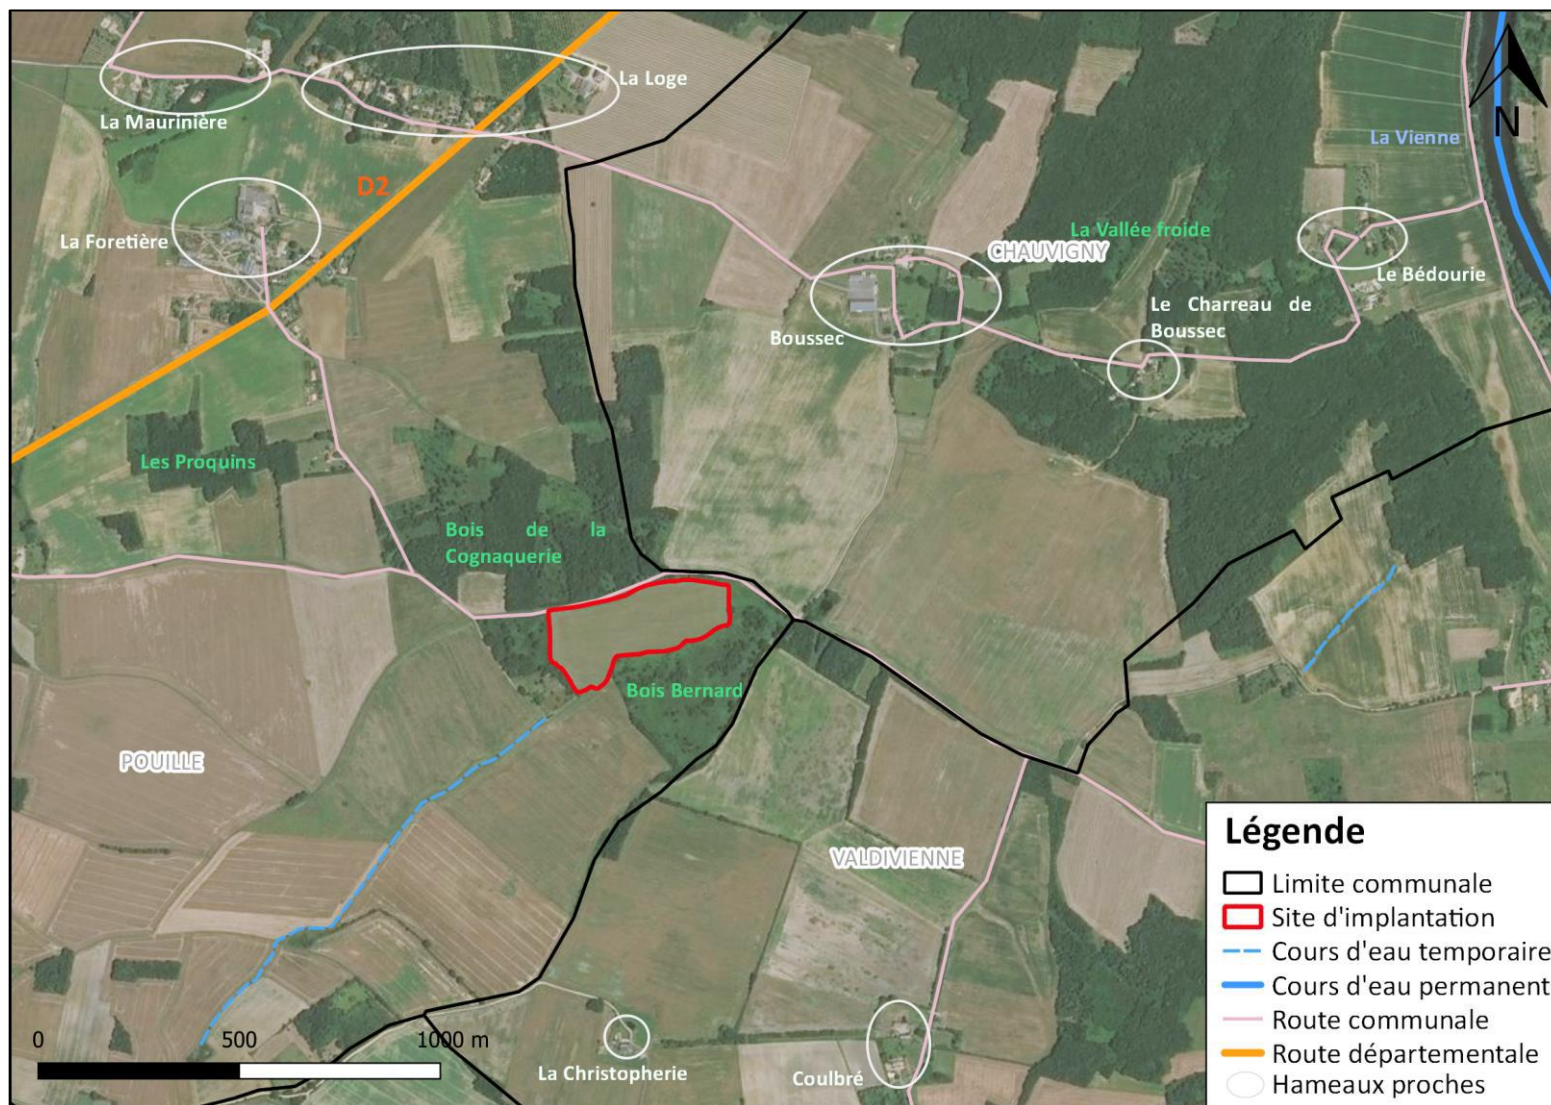 La Loge
La Maurinière
N
La Vienne
D2
La Foretière
La Vallée froide
CHAUVIGNY
Le Bédourie
Le Charreau de
Boussec
Boussec
Les Proquins
Bois de la
Cognaquerie
Bois Bernard
POUILLE
VALDIVIENNE
Légende
Limite communale
Site d'implantation
Cours d'eau temporaire
Cours d'eau permanent
Route communale
Route départementale
Hameaux proches
0 500 1000 m
La Christopherie
Coulbré